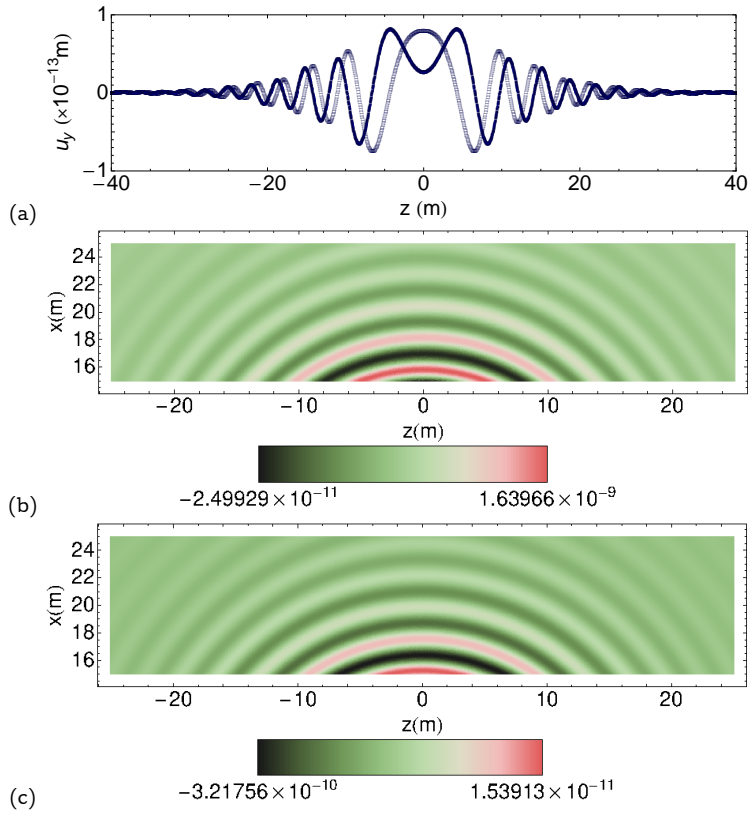 1
0
−1
u_y (×10⁻¹³m)
−40 −20 0 20 40
z (m)
(a)
24
22
20
18
16
x(m)
−20 −10 0 10 20
z(m)
−2.49929×10⁻¹¹ 1.63966×10⁻⁹
(b)
24
22
20
18
16
x(m)
−20 −10 0 10 20
z(m)
−3.21756×10⁻¹⁰ 1.53913×10⁻¹¹
(c)